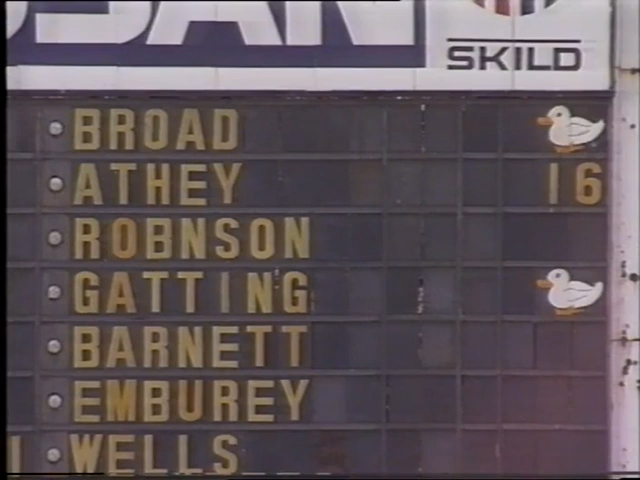 SKILD
BROAD
ATHEY 16
ROBNSON
GATTING
BARNETT
EMBUREY
WELLS